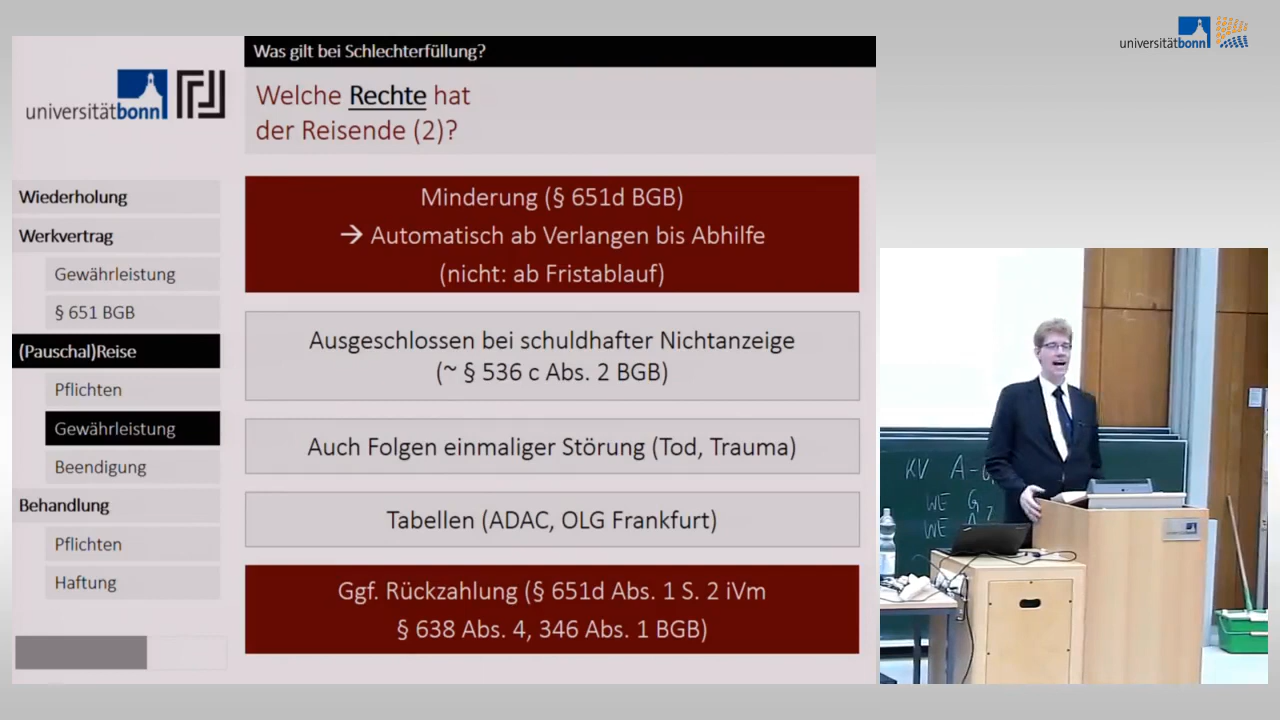 universitätbonn
Was gilt bei Schlechterfüllung?
universitätbonn
Welche Rechte hat
der Reisende (2)?
Wiederholung
Werkvertrag
Gewährleistung
§ 651 BGB
(Pauschal)Reise
Pflichten
Gewährleistung
Beendigung
Behandlung
Pflichten
Haftung
Minderung (§ 651d BGB)
→ Automatisch ab Verlangen bis Abhilfe
(nicht: ab Fristablauf)
Ausgeschlossen bei schuldhafter Nichtanzeige
(~ § 536 c Abs. 2 BGB)
Auch Folgen einmaliger Störung (Tod, Trauma)
Tabellen (ADAC, OLG Frankfurt)
Ggf. Rückzahlung (§ 651d Abs. 1 S. 2 iVm
§ 638 Abs. 4, 346 Abs. 1 BGB)
KV
WE
WE